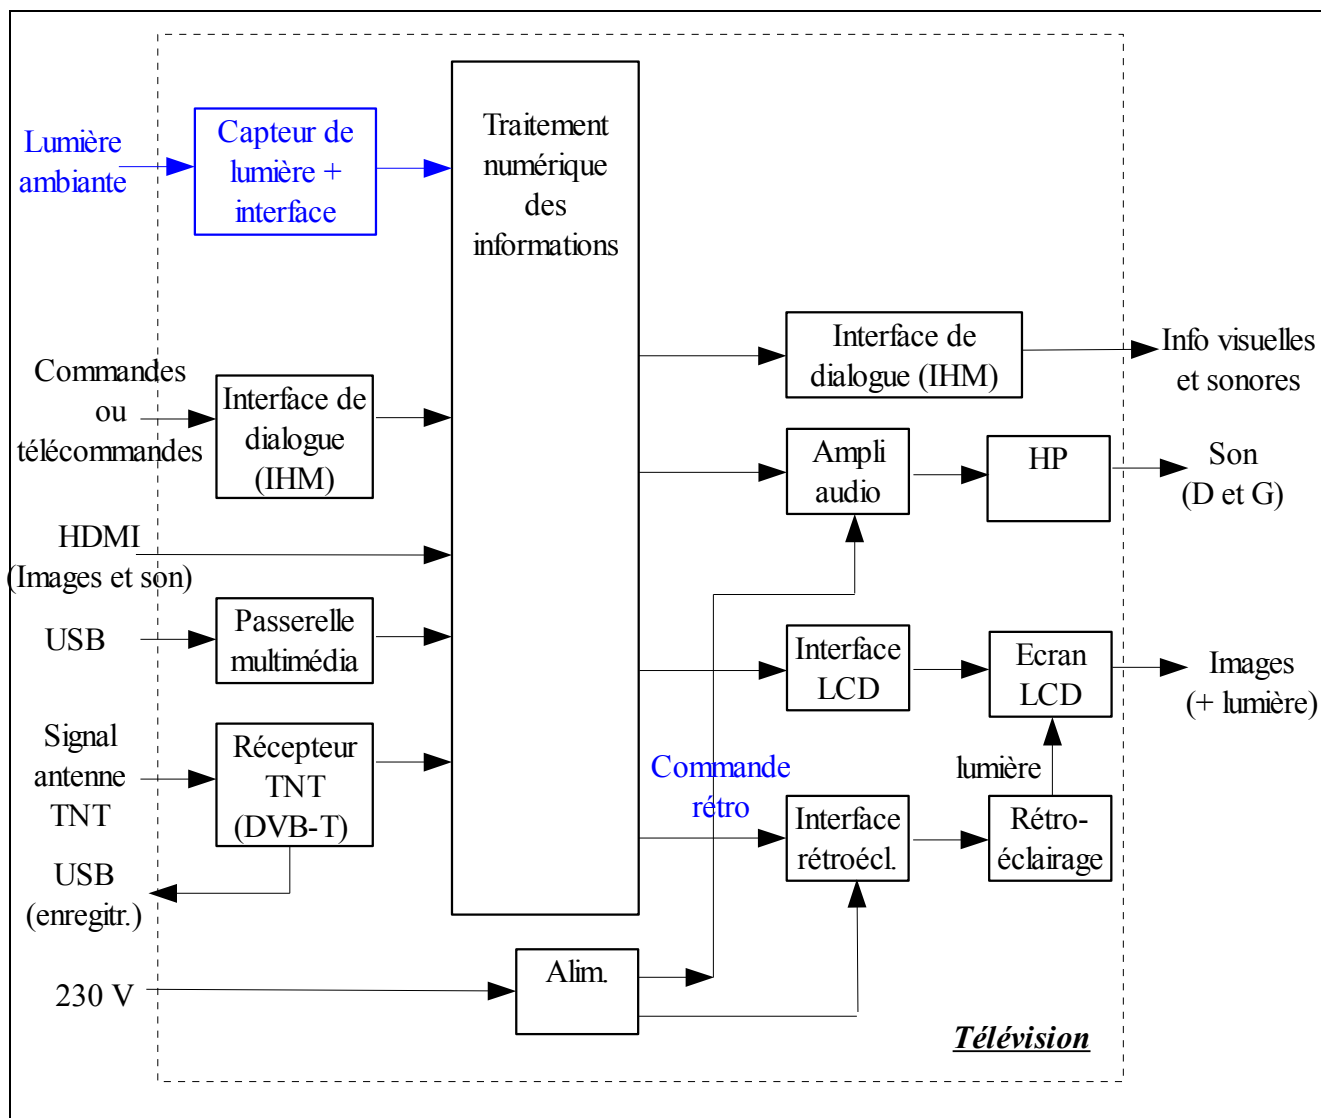 Lumière
ambiante
Capteur de
lumière +
interface
Traitement
numérique
des
informations
Commandes
ou
télécommandes
Interface de
dialogue
(IHM)
Interface de
dialogue (IHM)
Info visuelles
et sonores
Ampli
audio
HP
Son
(D et G)
HDMI
(Images et son)
USB
Passerelle
multimédia
Interface
LCD
Ecran
LCD
Images
(+ lumière)
Signal
antenne
TNT
Récepteur
TNT
(DVB-T)
Commande
rétro
lumière
Interface
rétroécl.
Rétro-
éclairage
USB
(enregitr.)
230 V
Alim.
Télévision